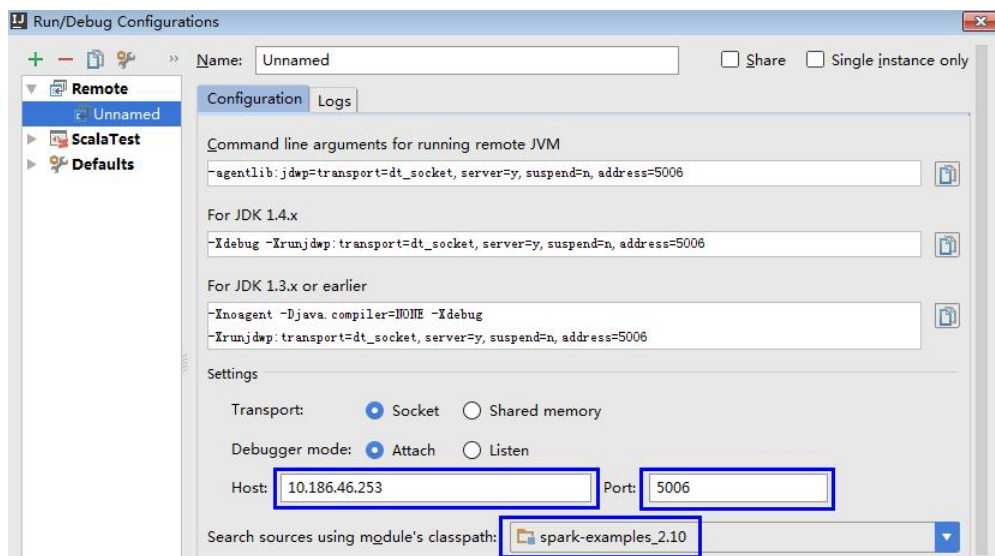 Run/Debug Configurations
Name: Unnamed Share Single instance only
Remote
Unnamed
ScalaTest
Defaults
Configuration Logs
Command line arguments for running remote JVM
-agentlib:jdwp=transport=dt_socket, server=y, suspend=n, address=5006
For JDK 1.4.x
-Xdebug -Xrunjdwp:transport=dt_socket, server=y, suspend=n, address=5006
For JDK 1.3.x or earlier
-Xnoagent -Djava.compiler=NONE -Xdebug
-Xrunjdwp:transport=dt_socket, server=y, suspend=n, address=5006
Settings
Transport: Socket Shared memory
Debugger mode: Attach Listen
Host: 10.186.46.253 Port: 5006
Search sources using module's classpath: spark-examples_2.10